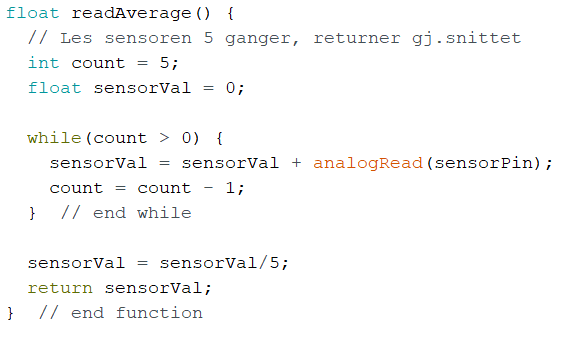 float readAverage() {
  // Les sensoren 5 ganger, returner gj.snittet
  int count = 5;
  float sensorVal = 0;

  while(count > 0) {
    sensorVal = sensorVal + analogRead(sensorPin);
    count = count - 1;
  }  // end while

  sensorVal = sensorVal/5;
  return sensorVal;
}  // end function